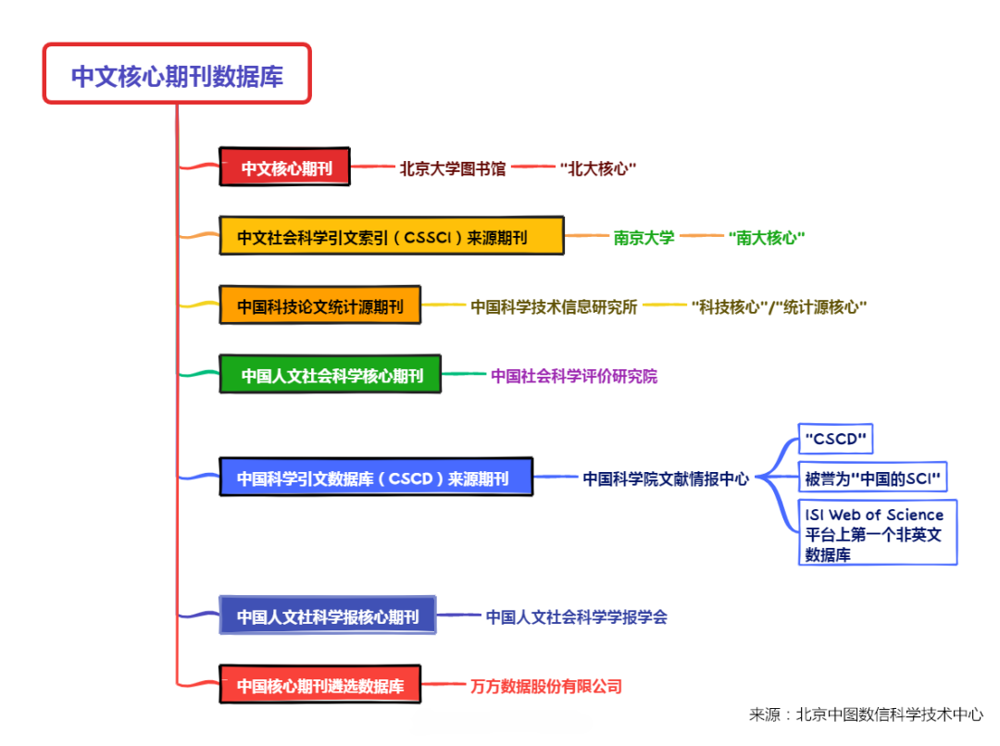 中文核心期刊数据库
中文核心期刊 北京大学图书馆 "北大核心"
中文社会科学引文索引（CSSCI）来源期刊 南京大学 "南大核心"
中国科技论文统计源期刊 中国科学技术信息研究所 "科技核心"/"统计源核心"
中国人文社会科学核心期刊 中国社会科学评价研究院
中国科学引文数据库（CSCD）来源期刊 中国科学院文献情报中心
"CSCD"
被誉为"中国的SCI"
ISI Web of Science
平台上第一个非英文
数据库
中国人文社科学报核心期刊 中国人文社会科学学报学会
中国核心期刊遴选数据库 万方数据股份有限公司
来源：北京中图数信科学技术中心